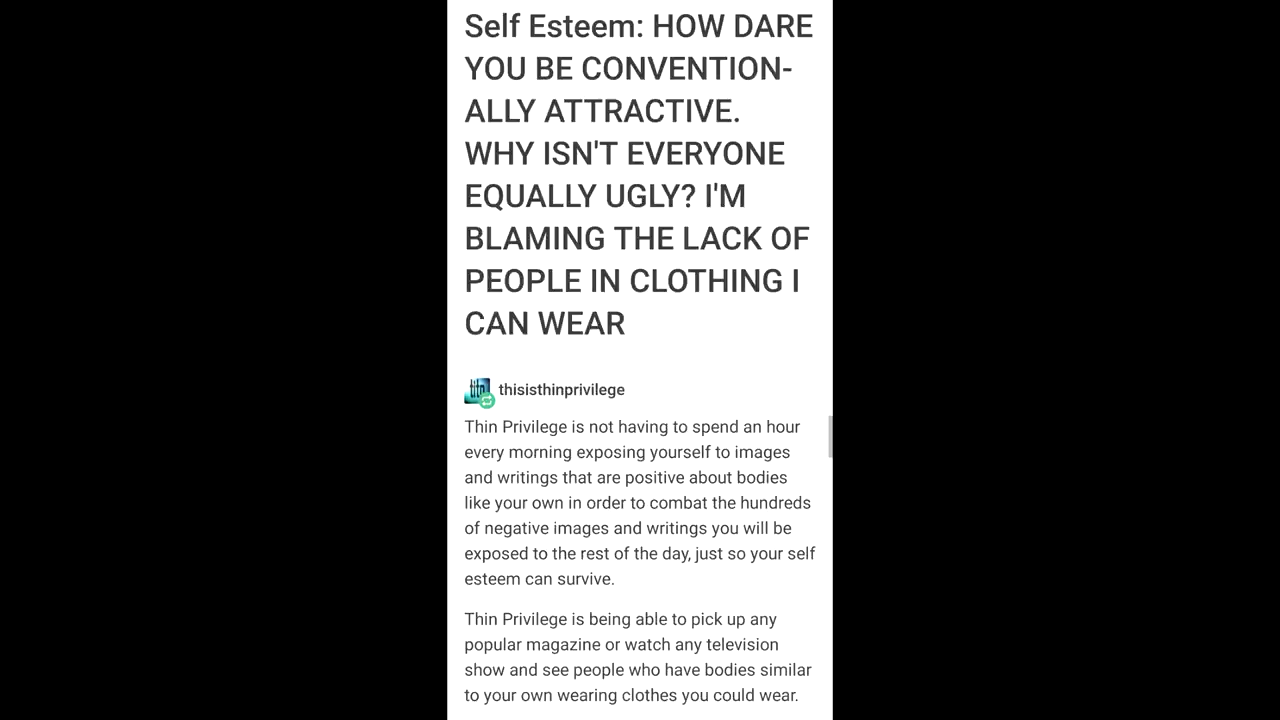 Self Esteem: HOW DARE
YOU BE CONVENTION-
ALLY ATTRACTIVE.
WHY ISN'T EVERYONE
EQUALLY UGLY? I'M
BLAMING THE LACK OF
PEOPLE IN CLOTHING I
CAN WEAR
titp
thisisthinprivilege
Thin Privilege is not having to spend an hour
every morning exposing yourself to images
and writings that are positive about bodies
like your own in order to combat the hundreds
of negative images and writings you will be
exposed to the rest of the day, just so your self
esteem can survive.
Thin Privilege is being able to pick up any
popular magazine or watch any television
show and see people who have bodies similar
to your own wearing clothes you could wear.